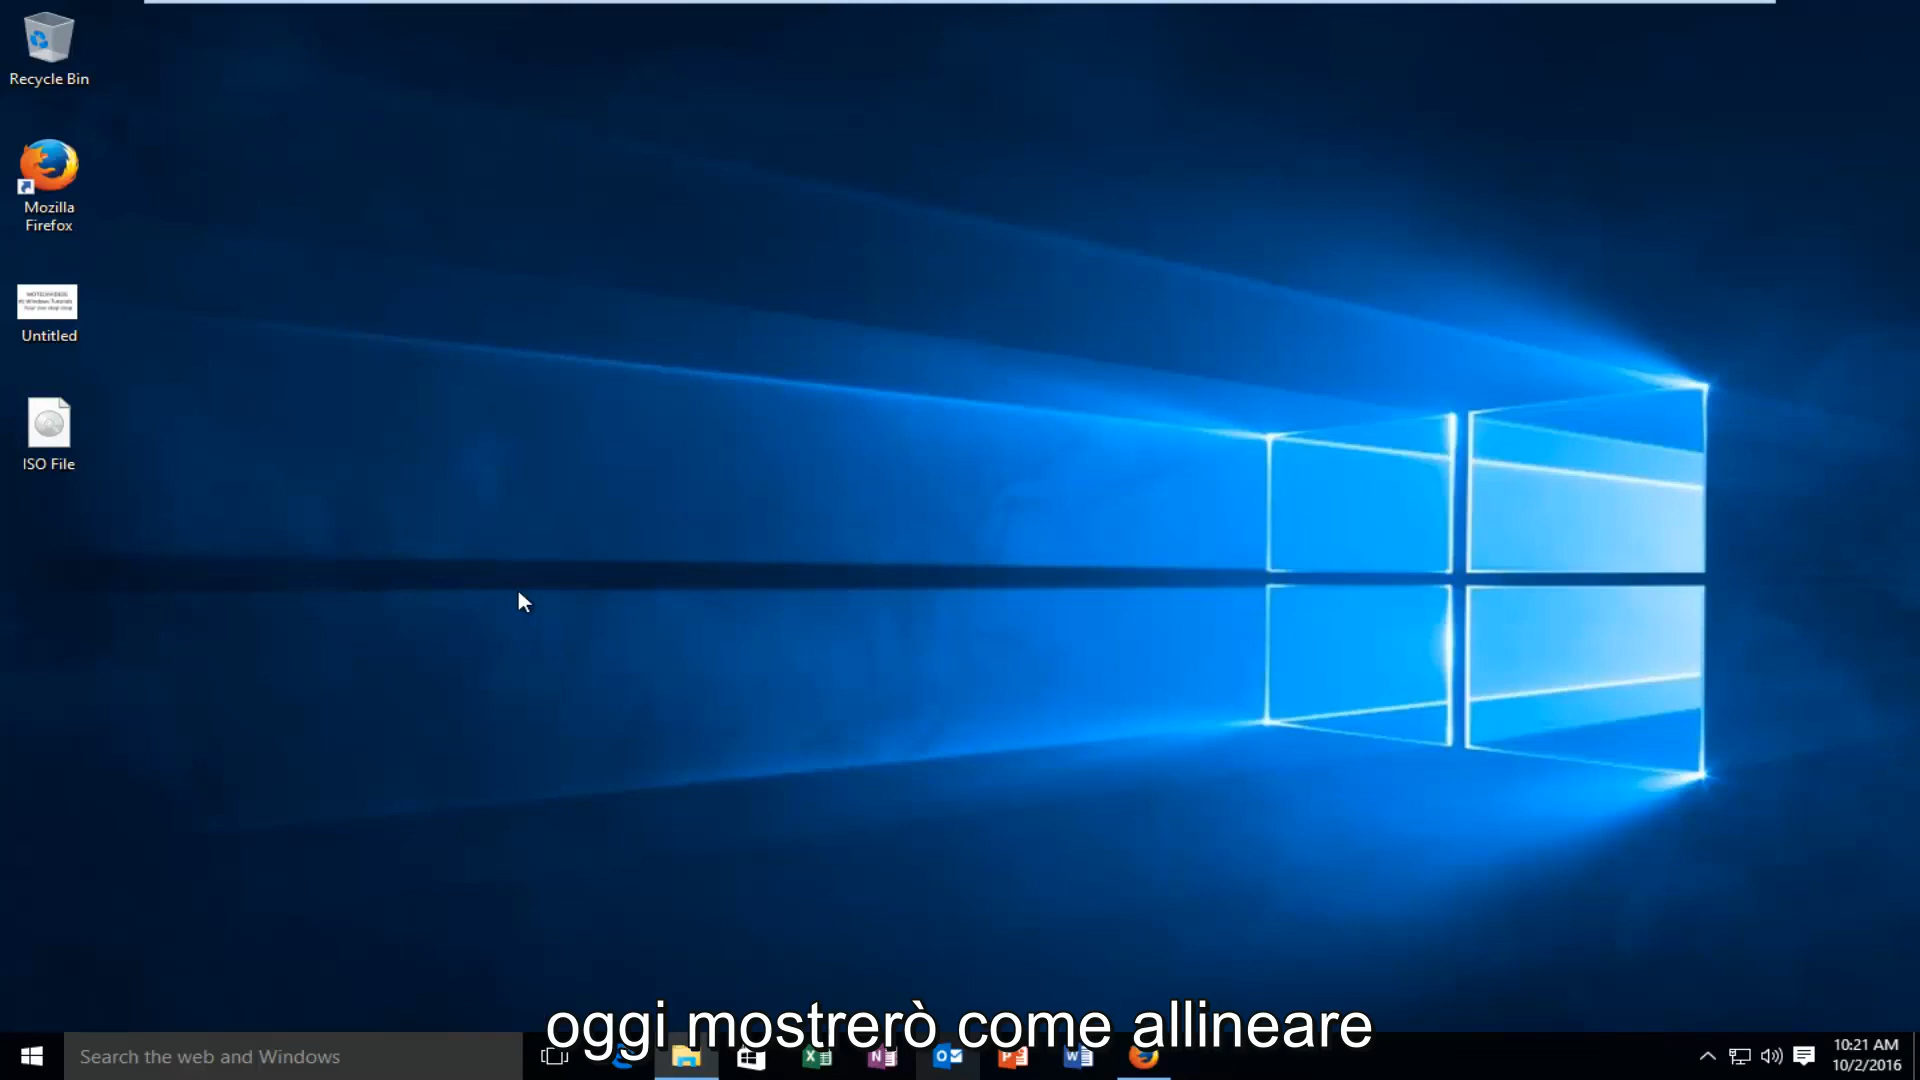 Recycle Bin
Mozilla
Firefox
Untitled
ISO File
oggi mostrerò come allineare
Search the web and Windows
10:21 AM
10/2/2016